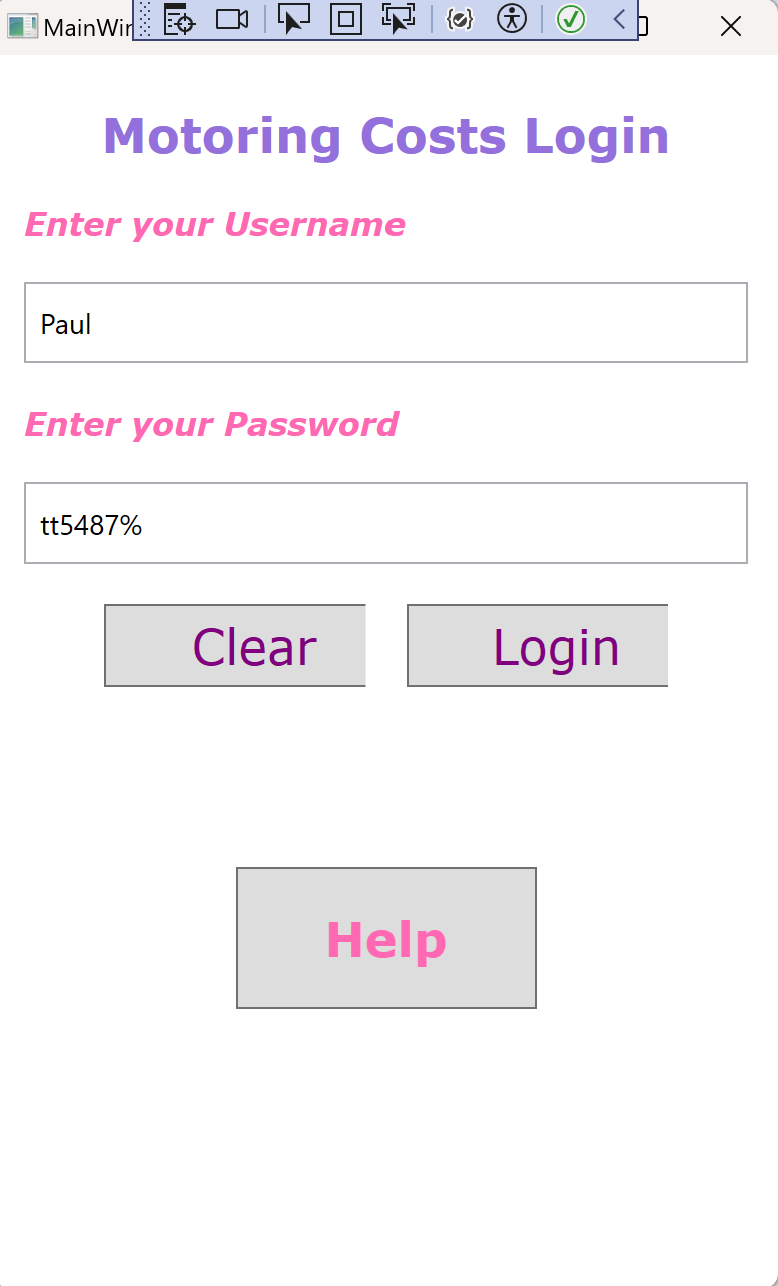 MainWin
Motoring Costs Login
Enter your Username
Paul
Enter your Password
tt5487%
Clear Login
Help